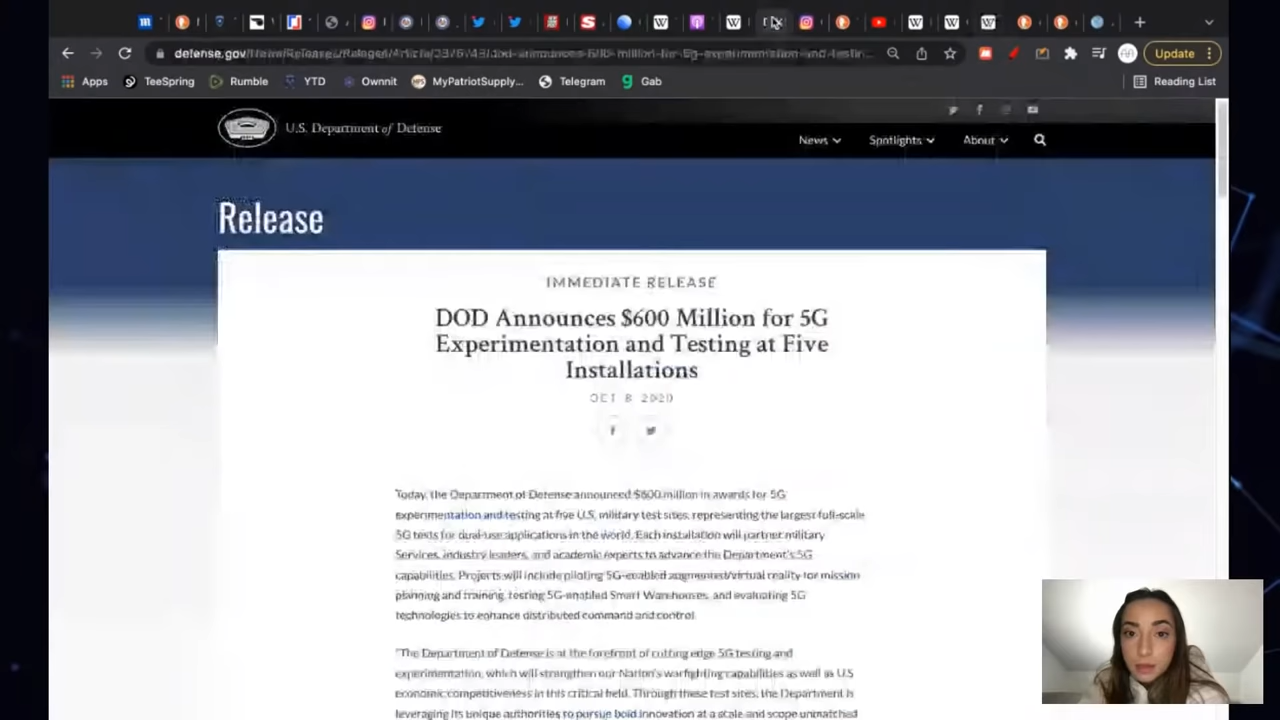 defense.gov
Update
Apps
TeeSpring
Rumble
YTD
Ownnit
MyPatriotSupply...
Telegram
Gab
Reading List
U.S. Department of Defense
News
Spotlights
About
Release
IMMEDIATE RELEASE
DOD Announces $600 Million for 5G
Experimentation and Testing at Five
Installations
OCT 8 2020
Today, the Department of Defense announced $600 million in awards for 5G
experimentation and testing at five U.S. military test sites, representing the largest full-scale
5G tests for dual-use applications in the world. Each installation will partner military
Services, industry leaders, and academic experts to advance the Department's 5G
capabilities. Projects will include piloting 5G-enabled augmented/virtual reality for mission
planning and training, testing 5G-enabled Smart Warehouses, and evaluating 5G
technologies to enhance distributed command and control.
"The Department of Defense is at the forefront of cutting edge 5G testing and
experimentation, which will strengthen our Nation's warfighting capabilities as well as U.S
economic competitiveness in this critical field. Through these test sites, the Department is
leveraging its unique authorities to pursue bold innovation at a scale and scope unmatched